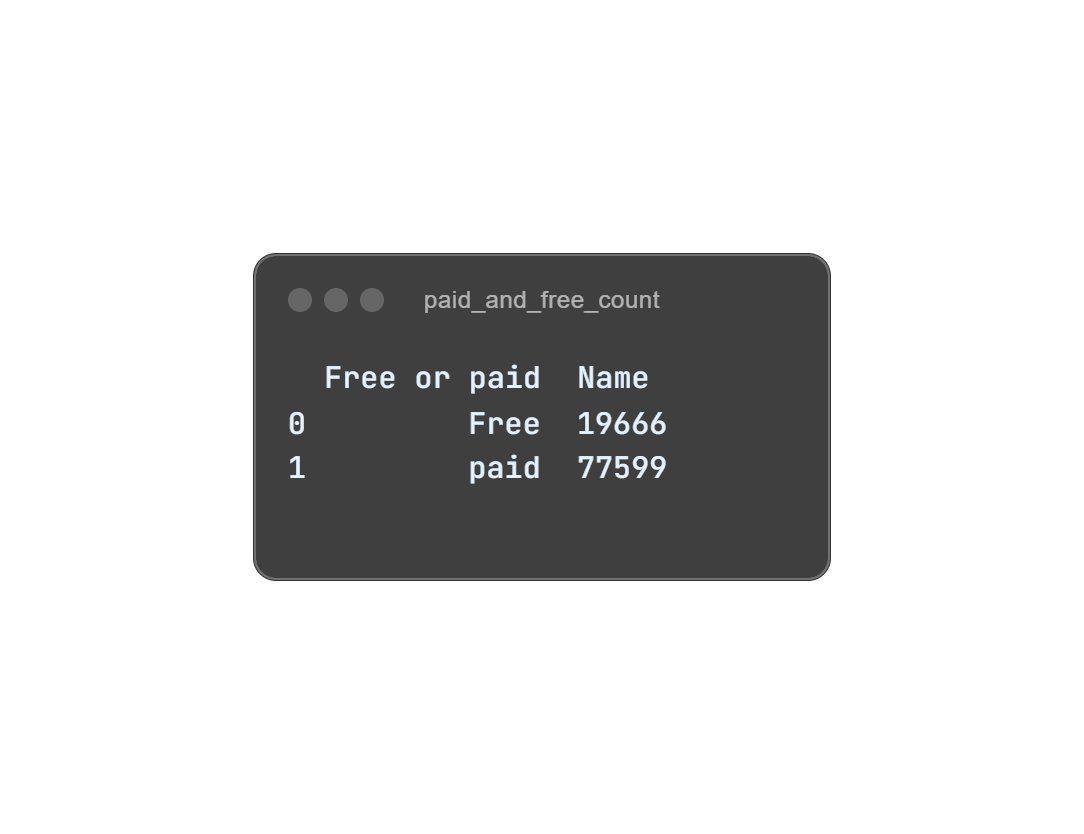 paid_and_free_count
Free or paid  Name
0         Free  19666
1         paid  77599